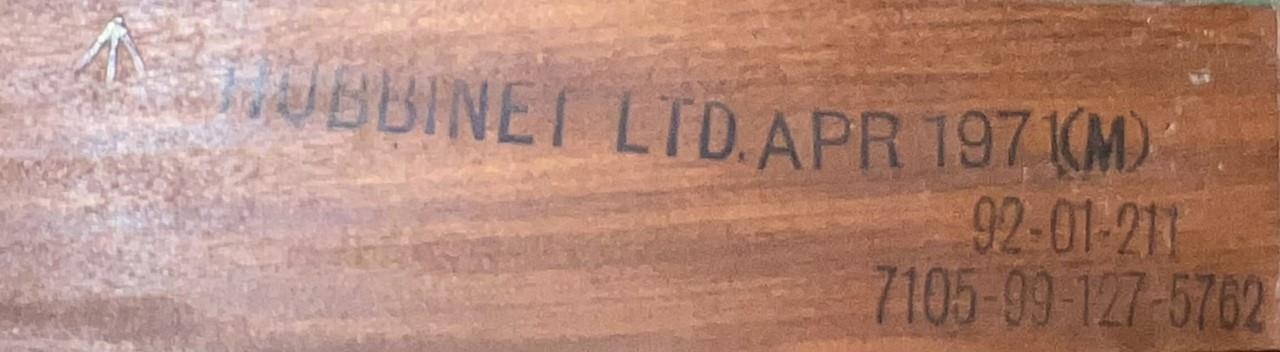 HUBBINET LTD. APR 1971(M)
92-01-211
7105-99-127-5762